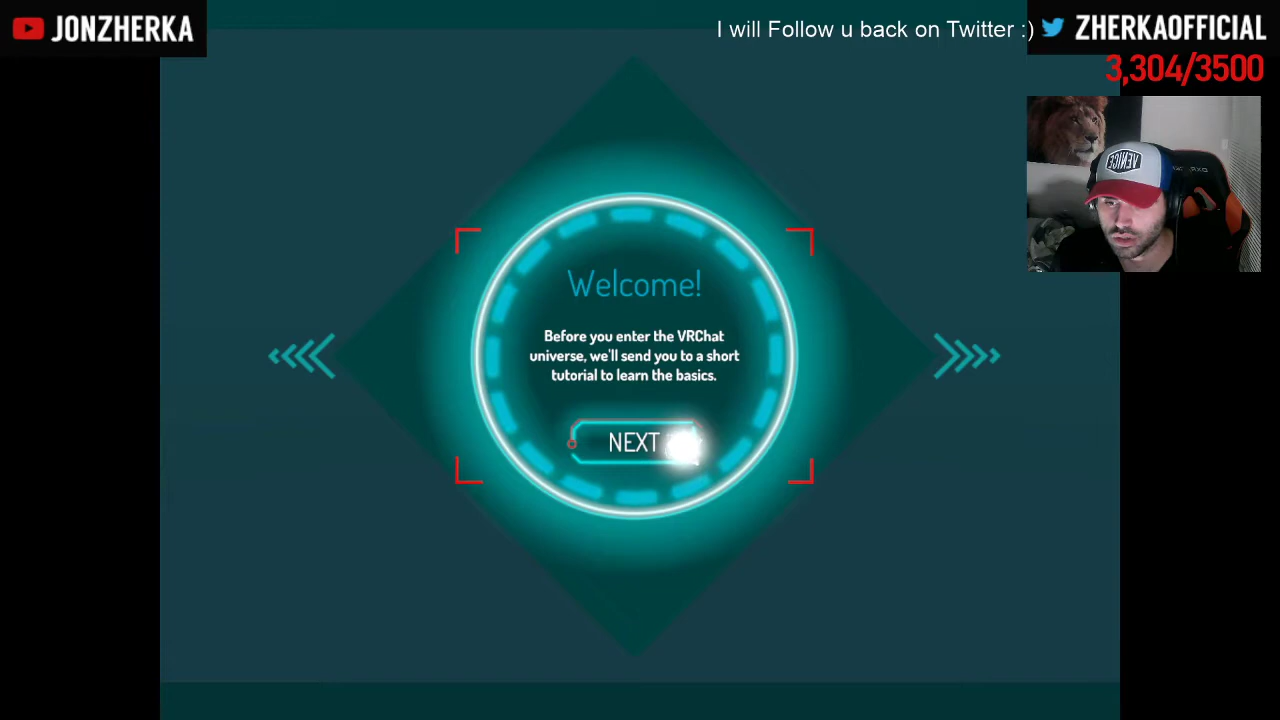 JONZHERKA
I will Follow u back on Twitter :)
ZHERKAOFFICIAL
3,304/3500
VENICE
Welcome!
Before you enter the VRChat
universe, we'll send you to a short
tutorial to learn the basics.
NEXT